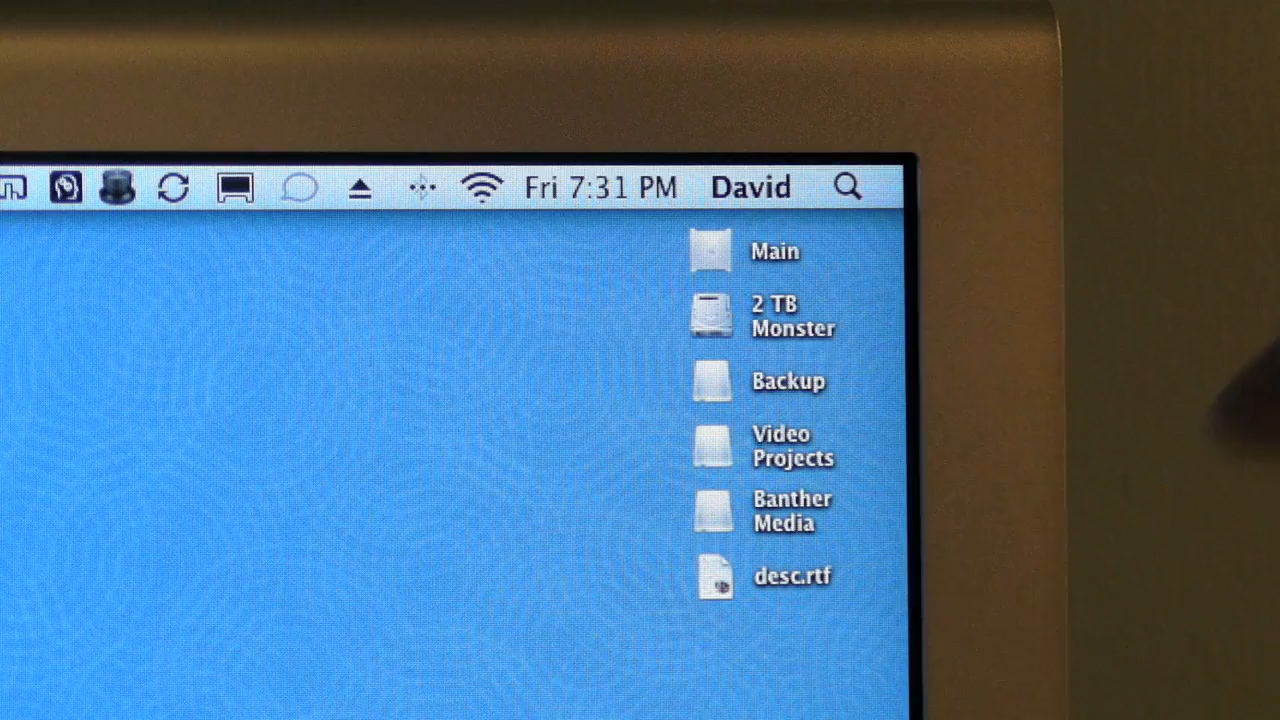 Fri 7:31 PM David
Main
2 TB
Monster
Backup
Video
Projects
Banther
Media
desc.rtf